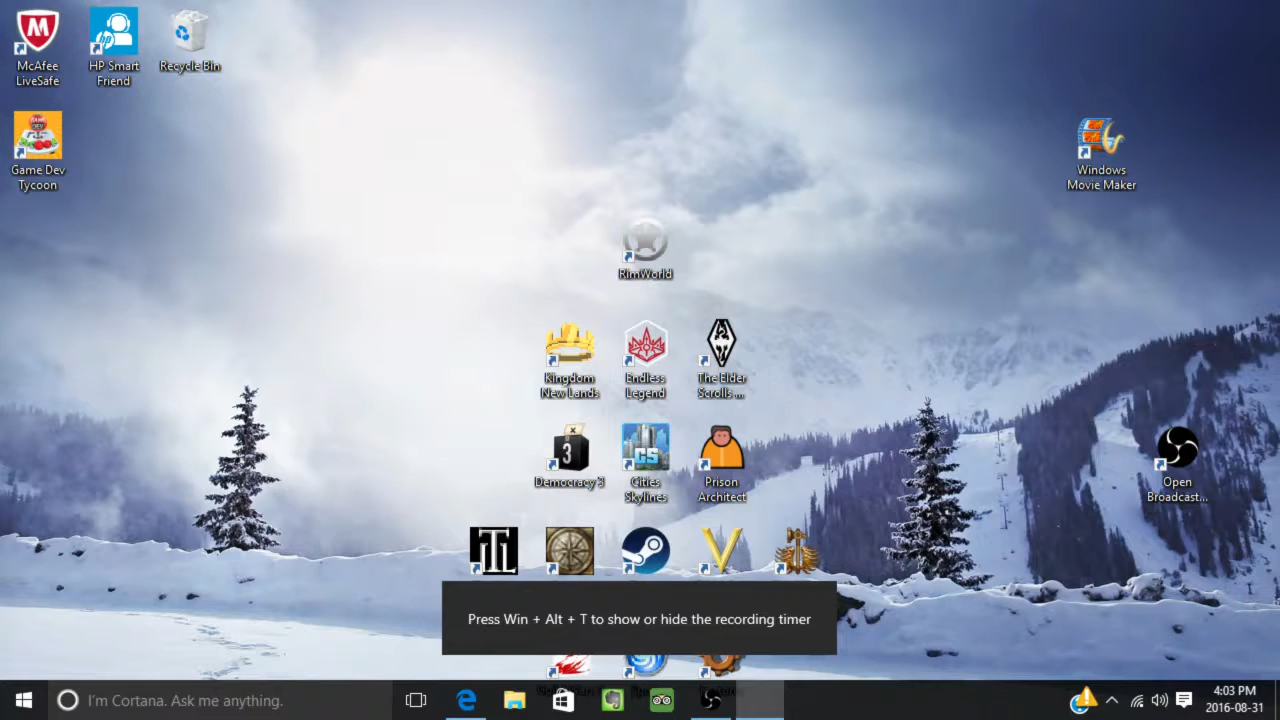 McAfee
LiveSafe
HP Smart
Friend
Recycle Bin
Game Dev
Tycoon
Windows
Movie Maker
RimWorld
Kingdom
New Lands
Endless
Legend
The Elder
Scrolls ...
Democracy 3
Cities
Skylines
Prison
Architect
Open
Broadcast...
Press Win + Alt + T to show or hide the recording timer
I'm Cortana. Ask me anything.
4:03 PM
2016-08-31